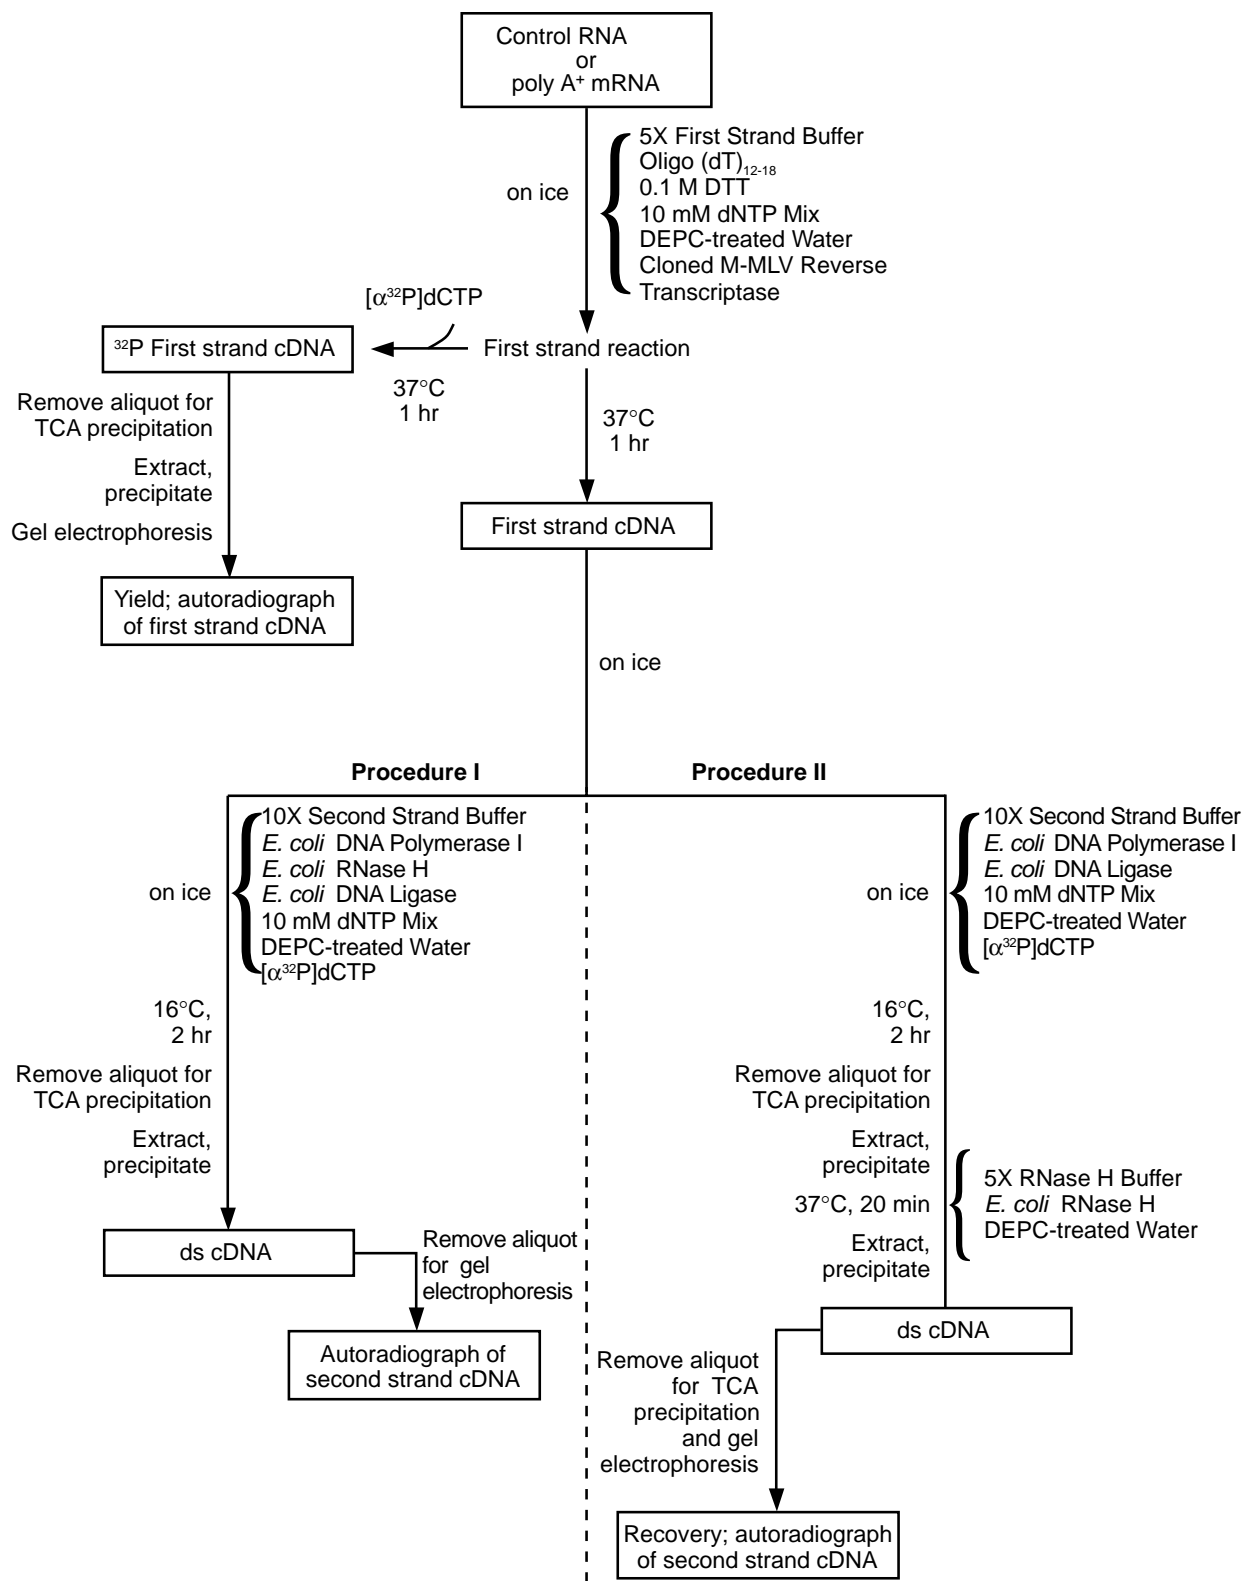 Control RNA
or
poly A⁺ mRNA
on ice
5X First Strand Buffer
Oligo (dT)₁₂₋₁₈
0.1 M DTT
10 mM dNTP Mix
DEPC-treated Water
Cloned M-MLV Reverse
Transcriptase
[α³²P]dCTP
³²P First strand cDNA
First strand reaction
37°C
1 hr
37°C
1 hr
Remove aliquot for
TCA precipitation
Extract,
precipitate
Gel electrophoresis
First strand cDNA
Yield; autoradiograph
of first strand cDNA
on ice
Procedure I
Procedure II
on ice
10X Second Strand Buffer
E. coli DNA Polymerase I
E. coli RNase H
E. coli DNA Ligase
10 mM dNTP Mix
DEPC-treated Water
[α³²P]dCTP
16°C,
2 hr
Remove aliquot for
TCA precipitation
Extract,
precipitate
ds cDNA
Remove aliquot
for gel
electrophoresis
Autoradiograph of
second strand cDNA
on ice
10X Second Strand Buffer
E. coli DNA Polymerase I
E. coli DNA Ligase
10 mM dNTP Mix
DEPC-treated Water
[α³²P]dCTP
16°C,
2 hr
Remove aliquot for
TCA precipitation
Extract,
precipitate
37°C, 20 min
5X RNase H Buffer
E. coli RNase H
DEPC-treated Water
Extract,
precipitate
ds cDNA
Remove aliquot
for TCA
precipitation
and gel
electrophoresis
Recovery; autoradiograph
of second strand cDNA